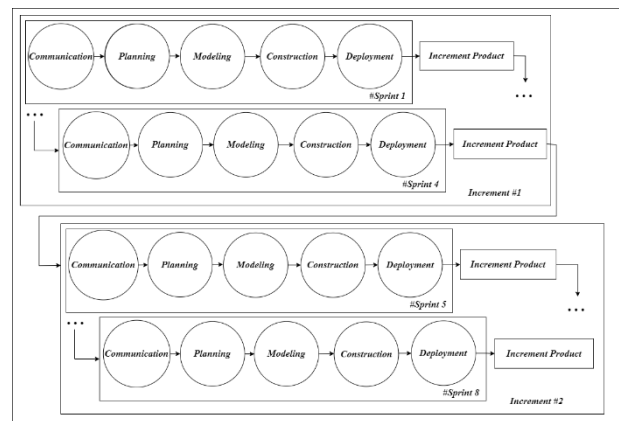 Communication Planning Modeling Construction Deployment Increment Product
#Sprint 1
...
...
Communication Planning Modeling Construction Deployment Increment Product
#Sprint 4
Increment #1
Communication Planning Modeling Construction Deployment Increment Product
#Sprint 5
...
...
Communication Planning Modeling Construction Deployment Increment Product
#Sprint 8
Increment #2